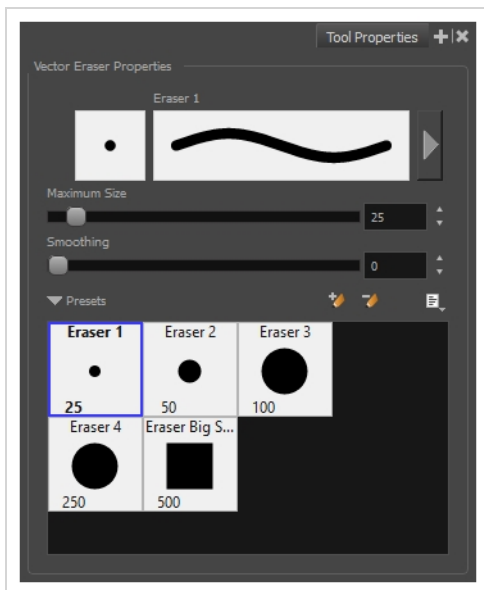 Tool Properties
Vector Eraser Properties
Eraser 1
Maximum Size
25
Smoothing
0
Presets
Eraser 1 Eraser 2 Eraser 3
25 50 100
Eraser 4 Eraser Big S...
250 500